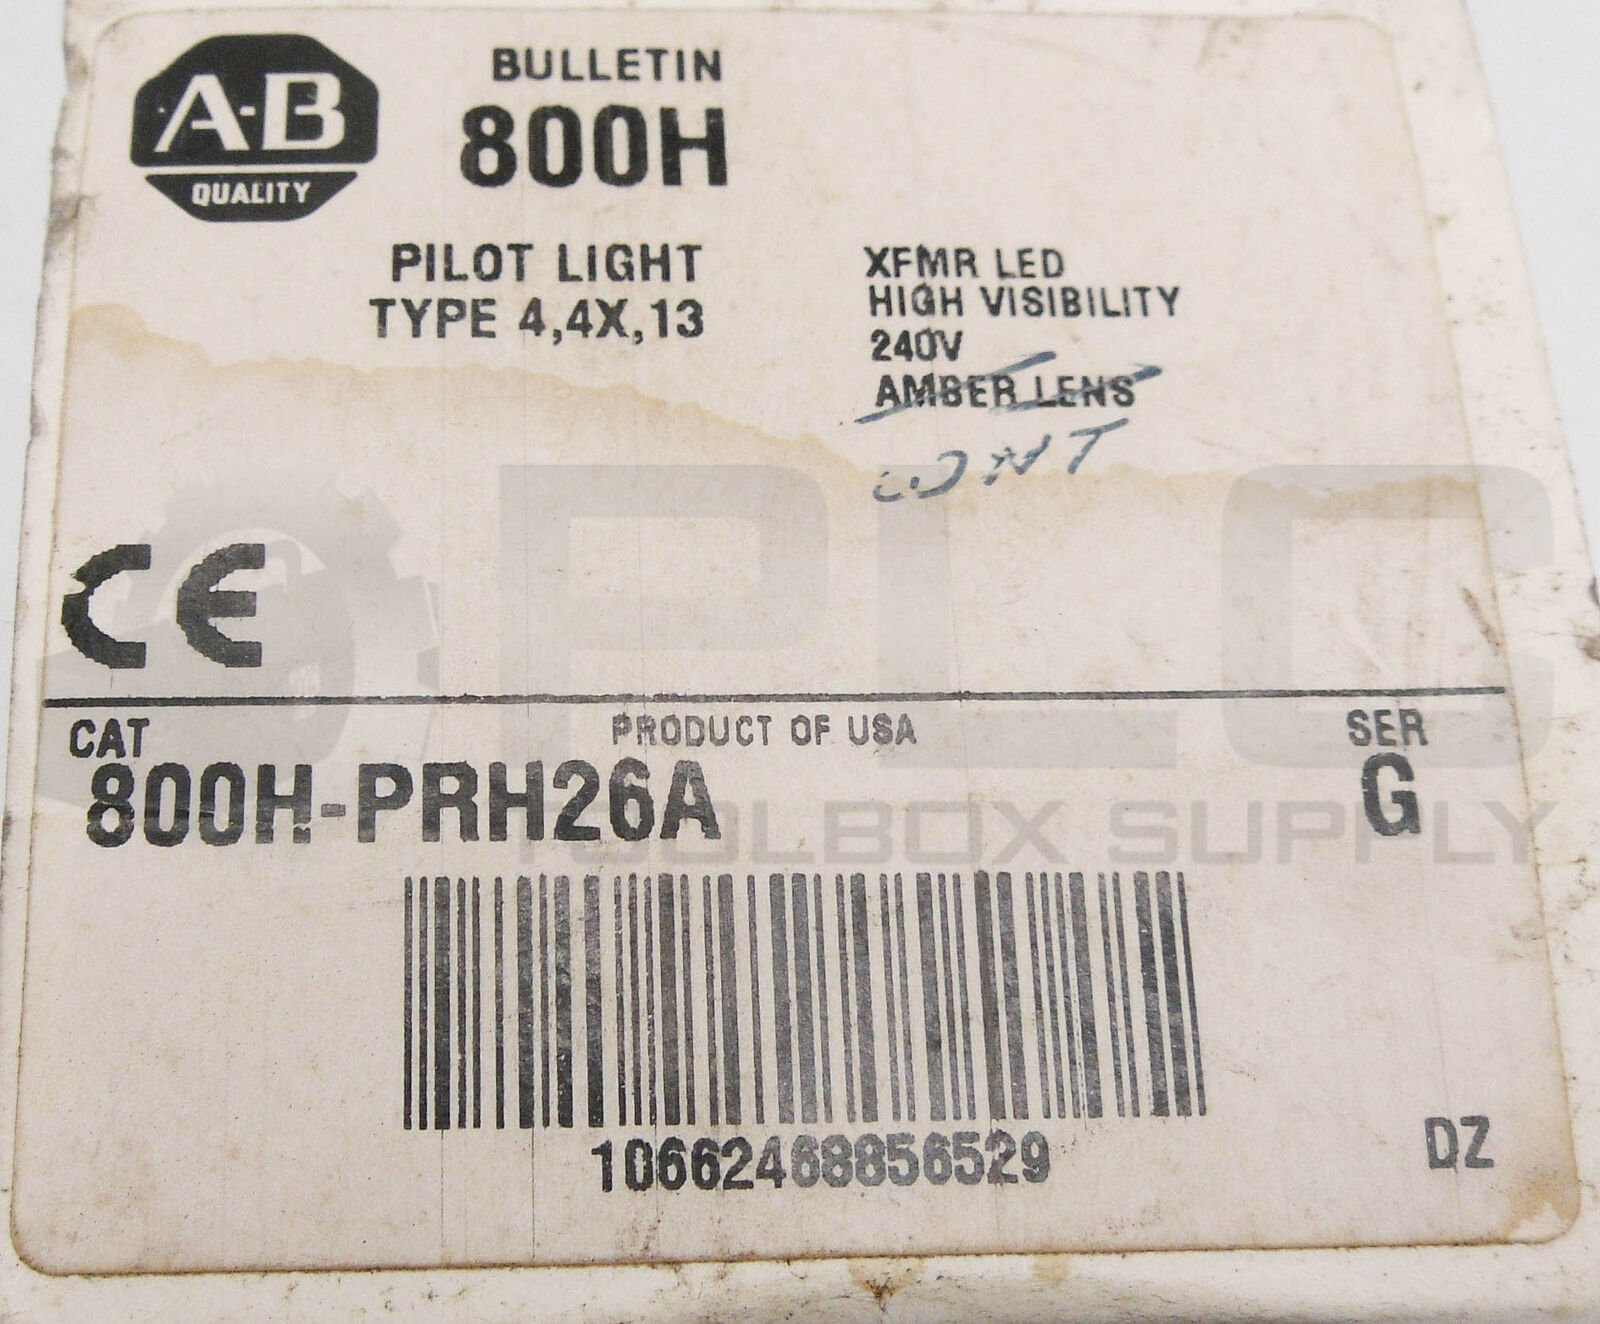 A-B
QUALITY
BULLETIN
800H
PILOT LIGHT
TYPE 4,4X,13
XFMR LED
HIGH VISIBILITY
240V
AMBER LENS
CE
CAT
PRODUCT OF USA
SER
800H-PRH26A
G
PLC
TOOLBOX SUPPLY
10662468856529
DZ